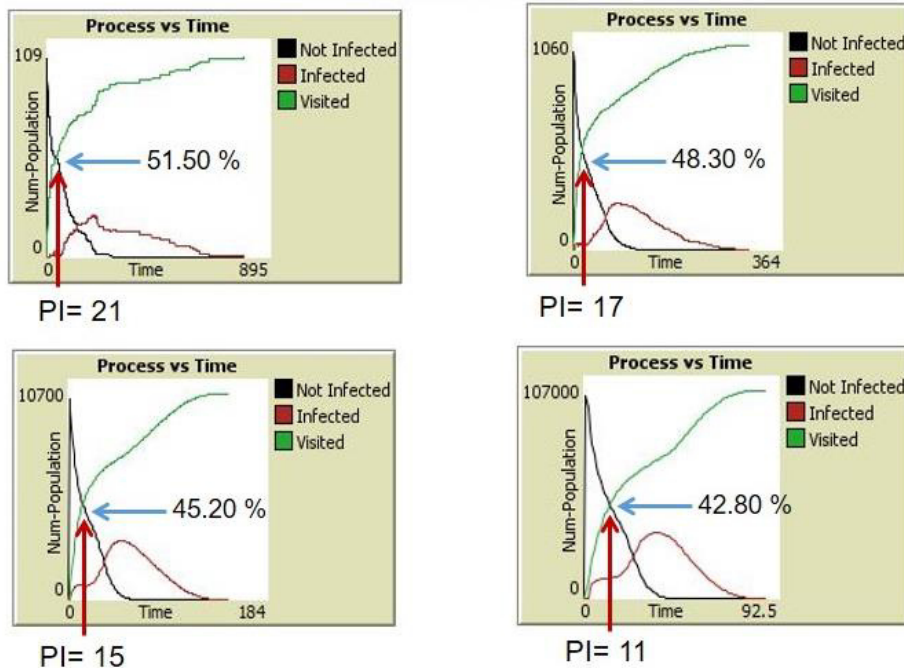 Process vs Time
109
Num-Population
0
0
Time
895
Not Infected
Infected
Visited
51.50 %
PI= 21
Process vs Time
1060
Num-Population
0
0
Time
364
Not Infected
Infected
Visited
48.30 %
PI= 17
Process vs Time
10700
Num-Population
0
0
Time
184
Not Infected
Infected
Visited
45.20 %
PI= 15
Process vs Time
107000
Num-Population
0
0
Time
92.5
Not Infected
Infected
Visited
42.80 %
PI= 11